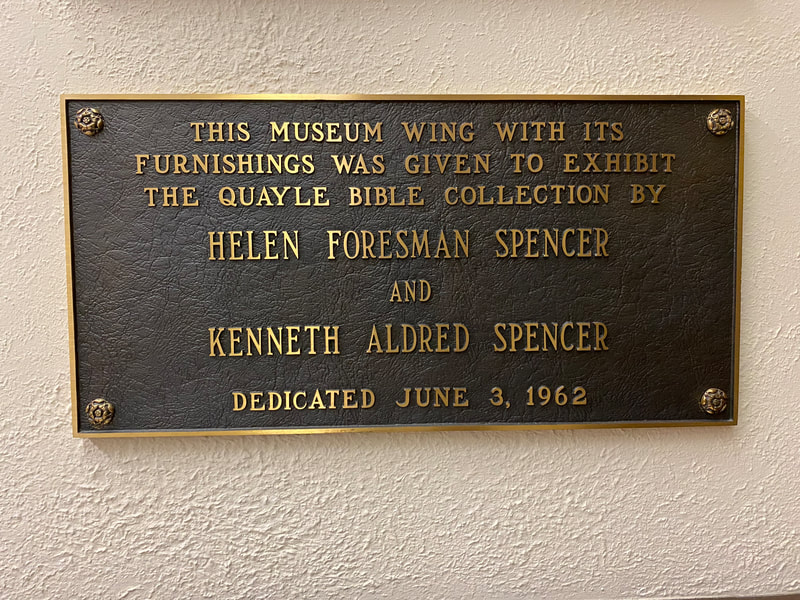 THIS MUSEUM WING WITH ITS
FURNISHINGS WAS GIVEN TO EXHIBIT
THE QUAYLE BIBLE COLLECTION BY
HELEN FORESMAN SPENCER
AND
KENNETH ALDRED SPENCER
DEDICATED JUNE 3, 1962